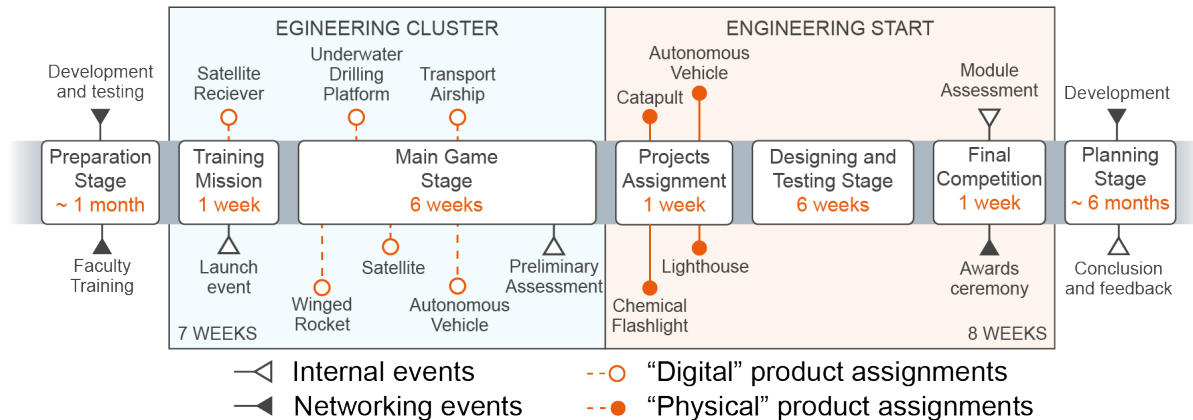 EGINEERING CLUSTER
ENGINEERING START
Development
and testing
Satellite
Reciever
Underwater
Drilling
Platform
Transport
Airship
Catapult
Autonomous
Vehicle
Module
Assessment
Development
Preparation
Stage
~ 1 month
Training
Mission
1 week
Main Game
Stage
6 weeks
Projects
Assignment
1 week
Designing and
Testing Stage
6 weeks
Final
Competition
1 week
Planning
Stage
~ 6 months
Faculty
Training
Launch
event
Winged
Rocket
Satellite
Autonomous
Vehicle
Preliminary
Assessment
Chemical
Flashlight
Lighthouse
Awards
ceremony
Conclusion
and feedback
7 WEEKS
8 WEEKS
Internal events
“Digital” product assignments
Networking events
“Physical” product assignments